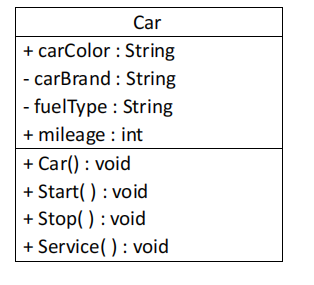 Car
+ carColor : String
- carBrand : String
- fuelType : String
+ mileage : int
+ Car() : void
+ Start( ) : void
+ Stop( ) : void
+ Service( ) : void